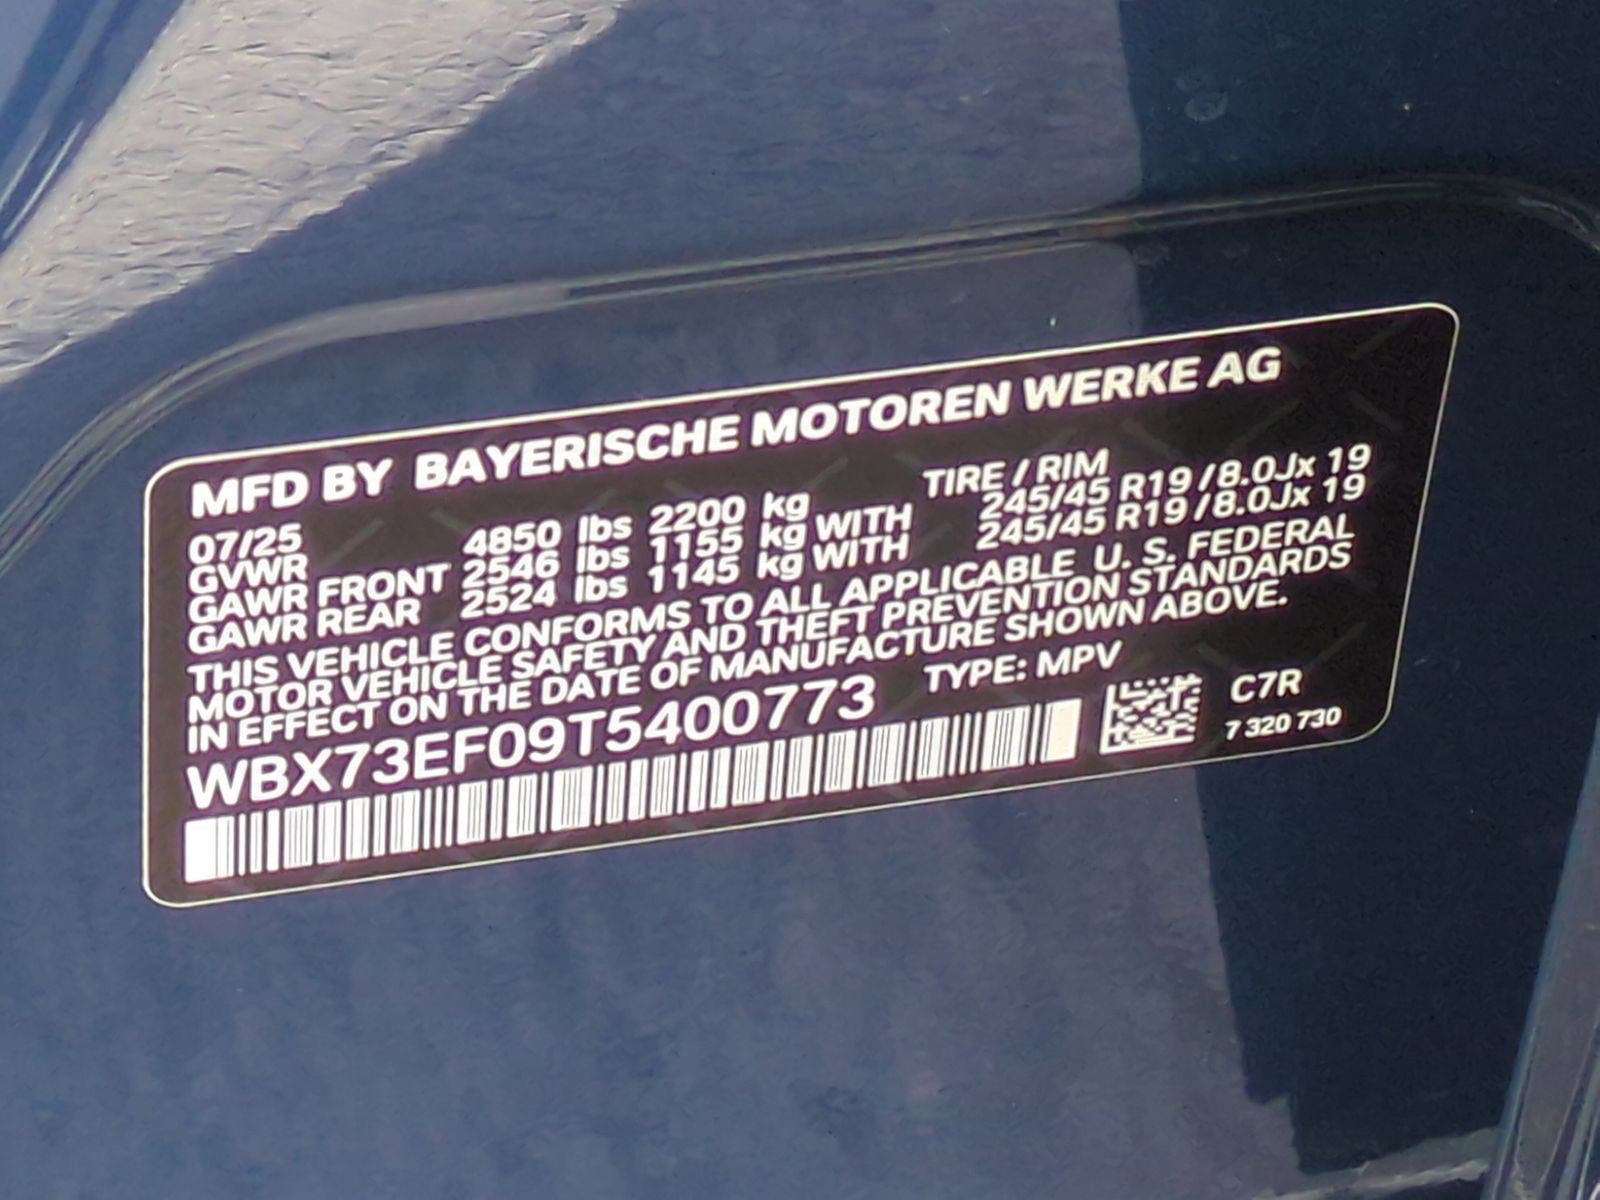 MFD BY BAYERISCHE MOTOREN WERKE AG
07/25 TIRE / RIM
GVWR 4850 lbs 2200 kg
GAWR FRONT 2546 lbs 1155 kg WITH 245/45 R19 /8.0Jx 19
GAWR REAR 2524 lbs 1145 kg WITH 245/45 R19 /8.0Jx 19
THIS VEHICLE CONFORMS TO ALL APPLICABLE U. S. FEDERAL
MOTOR VEHICLE SAFETY AND THEFT PREVENTION STANDARDS
IN EFFECT ON THE DATE OF MANUFACTURE SHOWN ABOVE.
WBX73EF09T5400773 TYPE: MPV
C7R
7 320 730